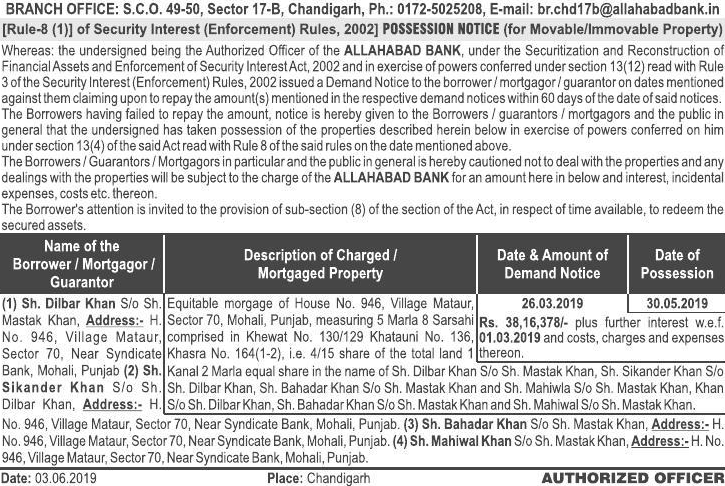 BRANCH OFFICE: S.C.O. 49-50, Sector 17-B, Chandigarh, Ph.: 0172-5025208, E-mail: br.chd17b@allahabadbank.in
[Rule-8 (1)] of Security Interest (Enforcement) Rules, 2002] POSSESSION NOTICE (for Movable/Immovable Property)
Whereas: the undersigned being the Authorized Officer of the ALLAHABAD BANK, under the Securitization and Reconstruction of
Financial Assets and Enforcement of Security Interest Act, 2002 and in exercise of powers conferred under section 13(12) read with Rule
3 of the Security Interest (Enforcement) Rules, 2002 issued a Demand Notice to the borrower / mortgagor / guarantor on dates mentioned
against them claiming upon to repay the amount(s) mentioned in the respective demand notices within 60 days of the date of said notices.
The Borrowers having failed to repay the amount, notice is hereby given to the Borrowers / guarantors / mortgagors and the public in
general that the undersigned has taken possession of the properties described herein below in exercise of powers conferred on him
under section 13(4) of the said Act read with Rule 8 of the said rules on the date mentioned above.
The Borrowers / Guarantors / Mortgagors in particular and the public in general is hereby cautioned not to deal with the properties and any
dealings with the properties will be subject to the charge of the ALLAHABAD BANK for an amount here in below and interest, incidental
expenses, costs etc. thereon.
The Borrower's attention is invited to the provision of sub-section (8) of the section of the Act, in respect of time available, to redeem the
secured assets.
Name of the
Borrower / Mortgagor /
Guarantor
Description of Charged /
Mortgaged Property
Date & Amount of
Demand Notice
Date of
Possession
(1) Sh. Dilbar Khan S/o Sh.
Mastak Khan, Address:- H.
No. 946, Village Mataur,
Sector 70, Near Syndicate
Bank, Mohali, Punjab (2) Sh.
Sikander Khan S/o Sh.
Dilbar Khan, Address:- H.
Equitable morgage of House No. 946, Village Mataur,
Sector 70, Mohali, Punjab, measuring 5 Marla 8 Sarsahi
comprised in Khewat No. 130/129 Khatauni No. 136,
Khasra No. 164(1-2), i.e. 4/15 share of the total land 1
Kanal 2 Marla equal share in the name of Sh. Dilbar Khan S/o Sh. Mastak Khan, Sh. Sikander Khan S/o
Sh. Dilbar Khan, Sh. Bahadar Khan S/o Sh. Mastak Khan and Sh. Mahiwla S/o Sh. Mastak Khan, Khan
S/o Sh. Dilbar Khan, Sh. Bahadar Khan S/o Sh. Mastak Khan and Sh. Mahiwal S/o Sh. Mastak Khan.
26.03.2019
Rs. 38,16,378/- plus further interest w.e.f.
01.03.2019 and costs, charges and expenses
thereon.
30.05.2019
No. 946, Village Mataur, Sector 70, Near Syndicate Bank, Mohali, Punjab. (3) Sh. Bahadar Khan S/o Sh. Mastak Khan, Address:- H.
No. 946, Village Mataur, Sector 70, Near Syndicate Bank, Mohali, Punjab. (4) Sh. Mahiwal Khan S/o Sh. Mastak Khan, Address:- H. No.
946, Village Mataur, Sector 70, Near Syndicate Bank, Mohali, Punjab.
Date: 03.06.2019 Place: Chandigarh AUTHORIZED OFFICER